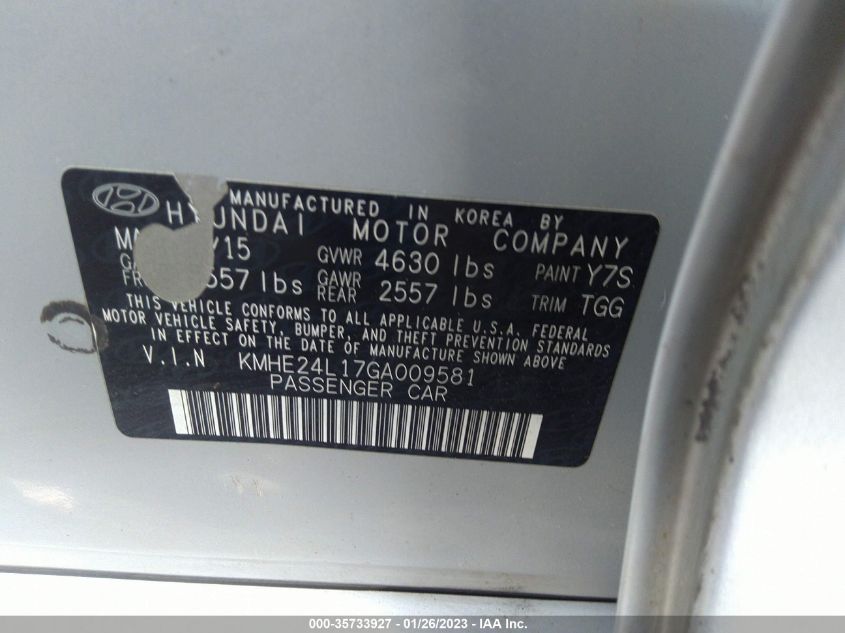 MANUFACTURED IN KOREA BY
HYUNDAI MOTOR COMPANY
/15 GVWR 4630 lbs PAINT Y7S
557 lbs GAWR REAR 2557 lbs TRIM TGG
THIS VEHICLE CONFORMS TO ALL APPLICABLE U.S.A. FEDERAL
MOTOR VEHICLE SAFETY, BUMPER, AND THEFT PREVENTION STANDARDS
IN EFFECT ON THE DATE OF MANUFACTURE SHOWN ABOVE
V.I.N KMHE24L17GA009581
PASSENGER CAR
000-35733927 - 01/26/2023 - IAA Inc.